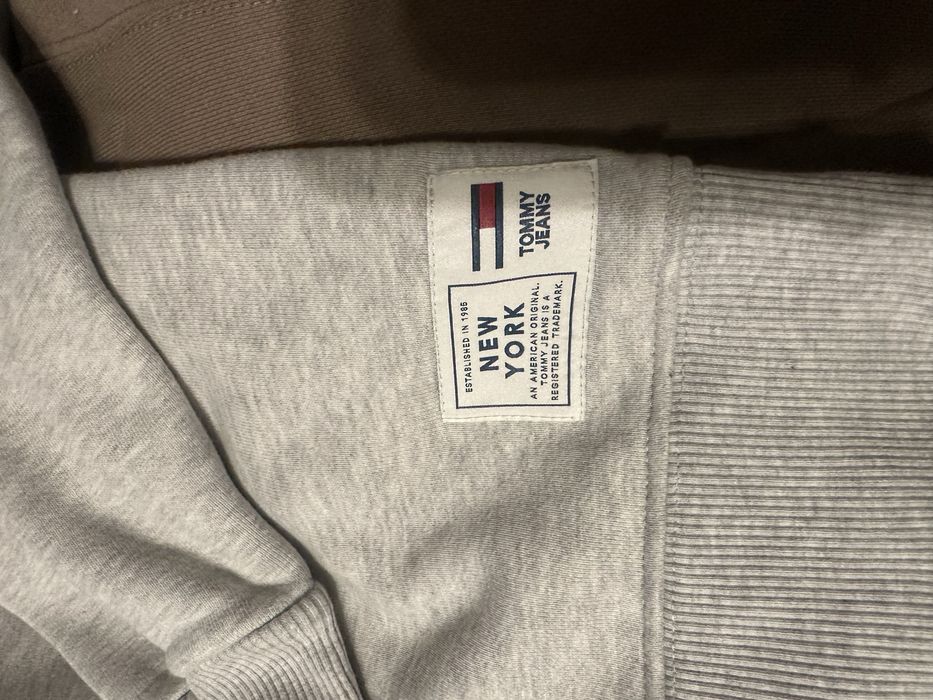 TOMMY
JEANS
ESTABLISHED IN 1985
NEW
YORK
AN AMERICAN ORIGINAL.
TOMMY JEANS IS A
REGISTERED TRADEMARK.